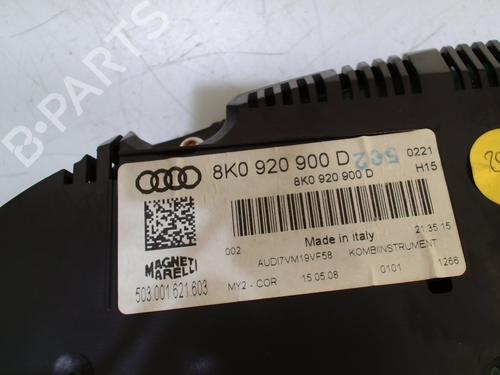 8K0 920 900 D 502 0221
8K0 920 900 D H15
Made in Italy 21:35:15
002 AUDI7VM19VF58 KOMBIINSTRUMENT
MAGNETI MARELLI
503.001.621.603 MY2 - COR 15.05.08 0101 1266
B-PARTS